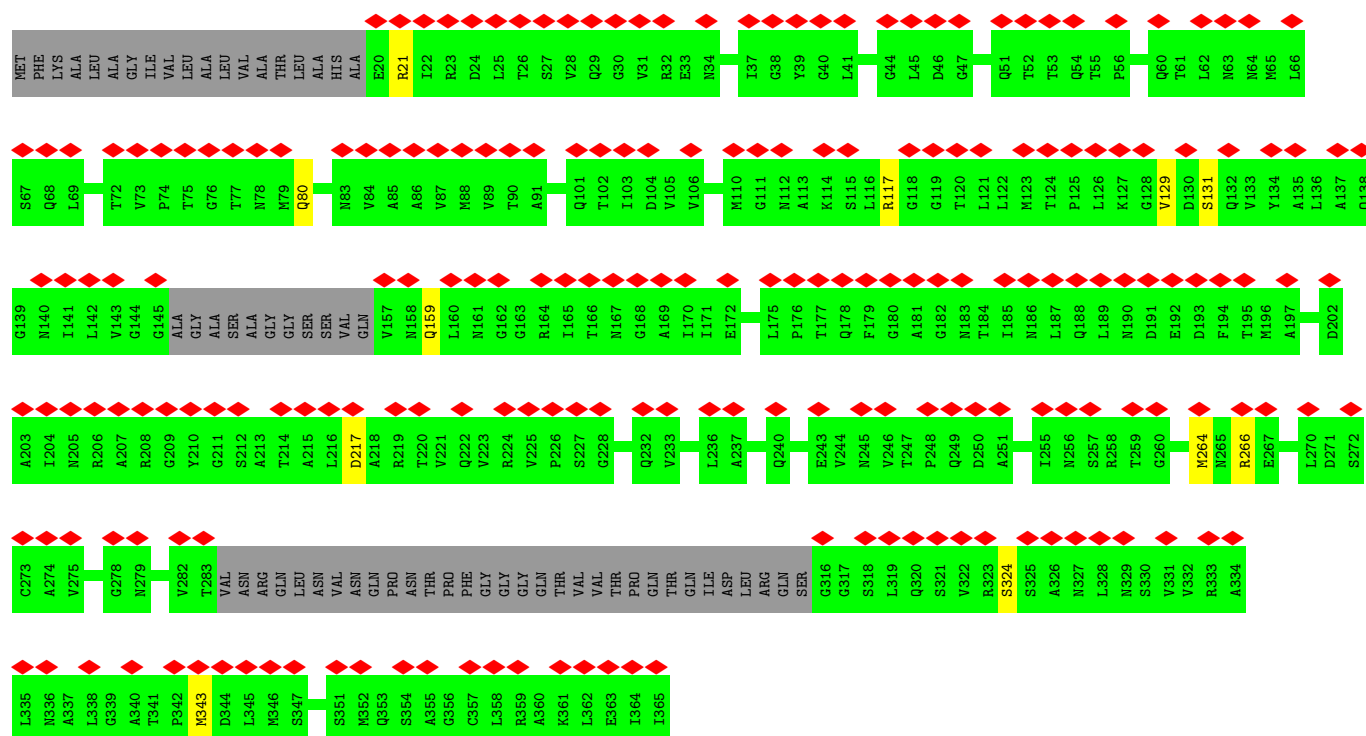 MET PHE LYS ALA LEU ALA GLY ILE VAL LEU ALA LEU VAL ALA THR LEU ALA HIS ALA E20 R21 I22 R23 D24 L25 T26 S27 V28 Q29 G30 V31 R32 E33 N34 I37 G38 Y39 G40 L41 G44 L45 D46 G47 Q51 T52 T53 Q54 T55 P56 Q60 T61 L62 N63 N64 M65 L66
S67 Q68 L69 T72 V73 P74 T75 G76 T77 N78 M79 Q80 N83 V84 A85 A86 V87 M88 V89 T90 A91 Q101 T102 I103 D104 V105 V106 M110 G111 N112 A113 K114 S115 L116 R117 G118 G119 T120 L121 L122 M123 T124 P125 L126 K127 G128 V129 D130 S131 Q132 V133 Y134 A135 L136 A137 Q138
G139 N140 I141 L142 V143 G144 G145 ALA GLY ALA SER ALA GLY GLY SER SER VAL GLN V157 N158 Q159 L160 N161 G162 G163 R164 I165 T166 N167 G168 A169 I170 I171 E172 L175 P176 T177 Q178 F179 G180 A181 G182 N183 T184 I185 N186 L187 Q188 L189 N190 D191 E192 D193 F194 T195 M196 A197 D202
A203 I204 N205 R206 A207 R208 G209 Y210 G211 S212 A213 T214 A215 L216 D217 A218 R219 T220 V221 Q222 V223 R224 V225 P226 S227 G228 Q232 V233 L236 A237 Q240 E243 V244 N245 V246 T247 P248 Q249 D250 A251 I255 N256 S257 R258 T259 G260 M264 N265 R266 E267 L270 D271 S272
C273 A274 V275 G278 N279 V282 T283 VAL ASN ARG GLN LEU ASN VAL ASN GLN PRO ASN THR PRO PHE GLY GLY GLY GLN THR VAL VAL THR PRO GLN THR GLN ILE ASP LEU ARG GLN SER G316 G317 S318 L319 Q320 S321 V322 R323 S324 S325 A326 N327 L328 N329 S330 V331 V332 R333 A334
L335 N336 A337 L338 G339 A340 T341 P342 M343 D344 L345 M346 S347 S351 M352 Q353 S354 A355 G356 C357 L358 R359 A360 K361 L362 E363 I364 I365